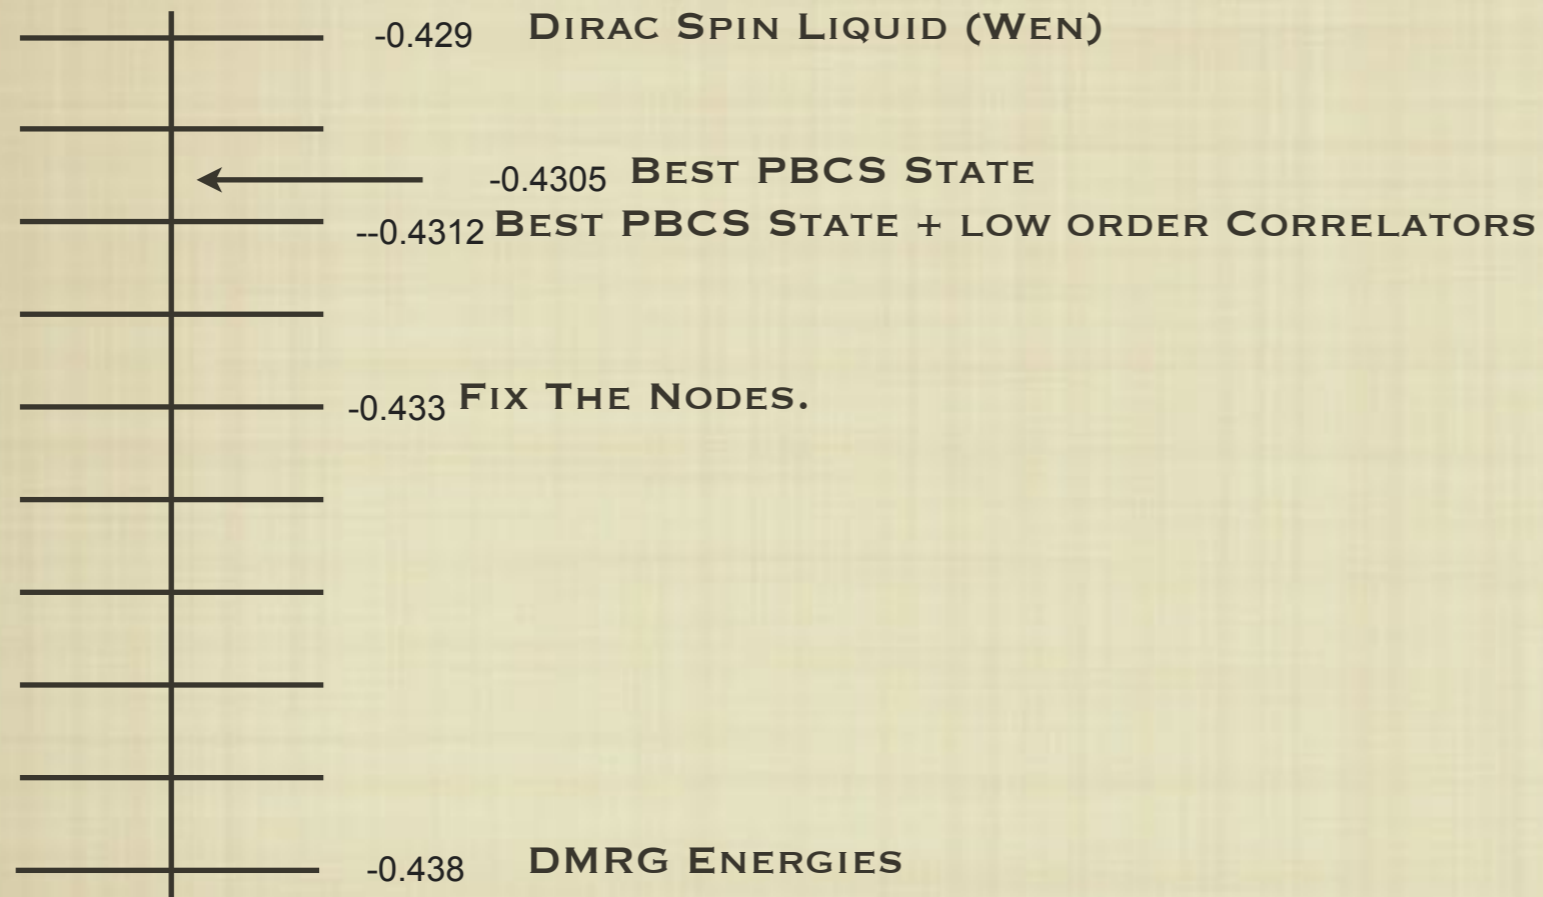 -0.429 Dirac Spin Liquid (Wen)
-0.4305 Best PBCS State
--0.4312 Best PBCS State + low order Correlators
-0.433 Fix The Nodes.
-0.438 DMRG Energies